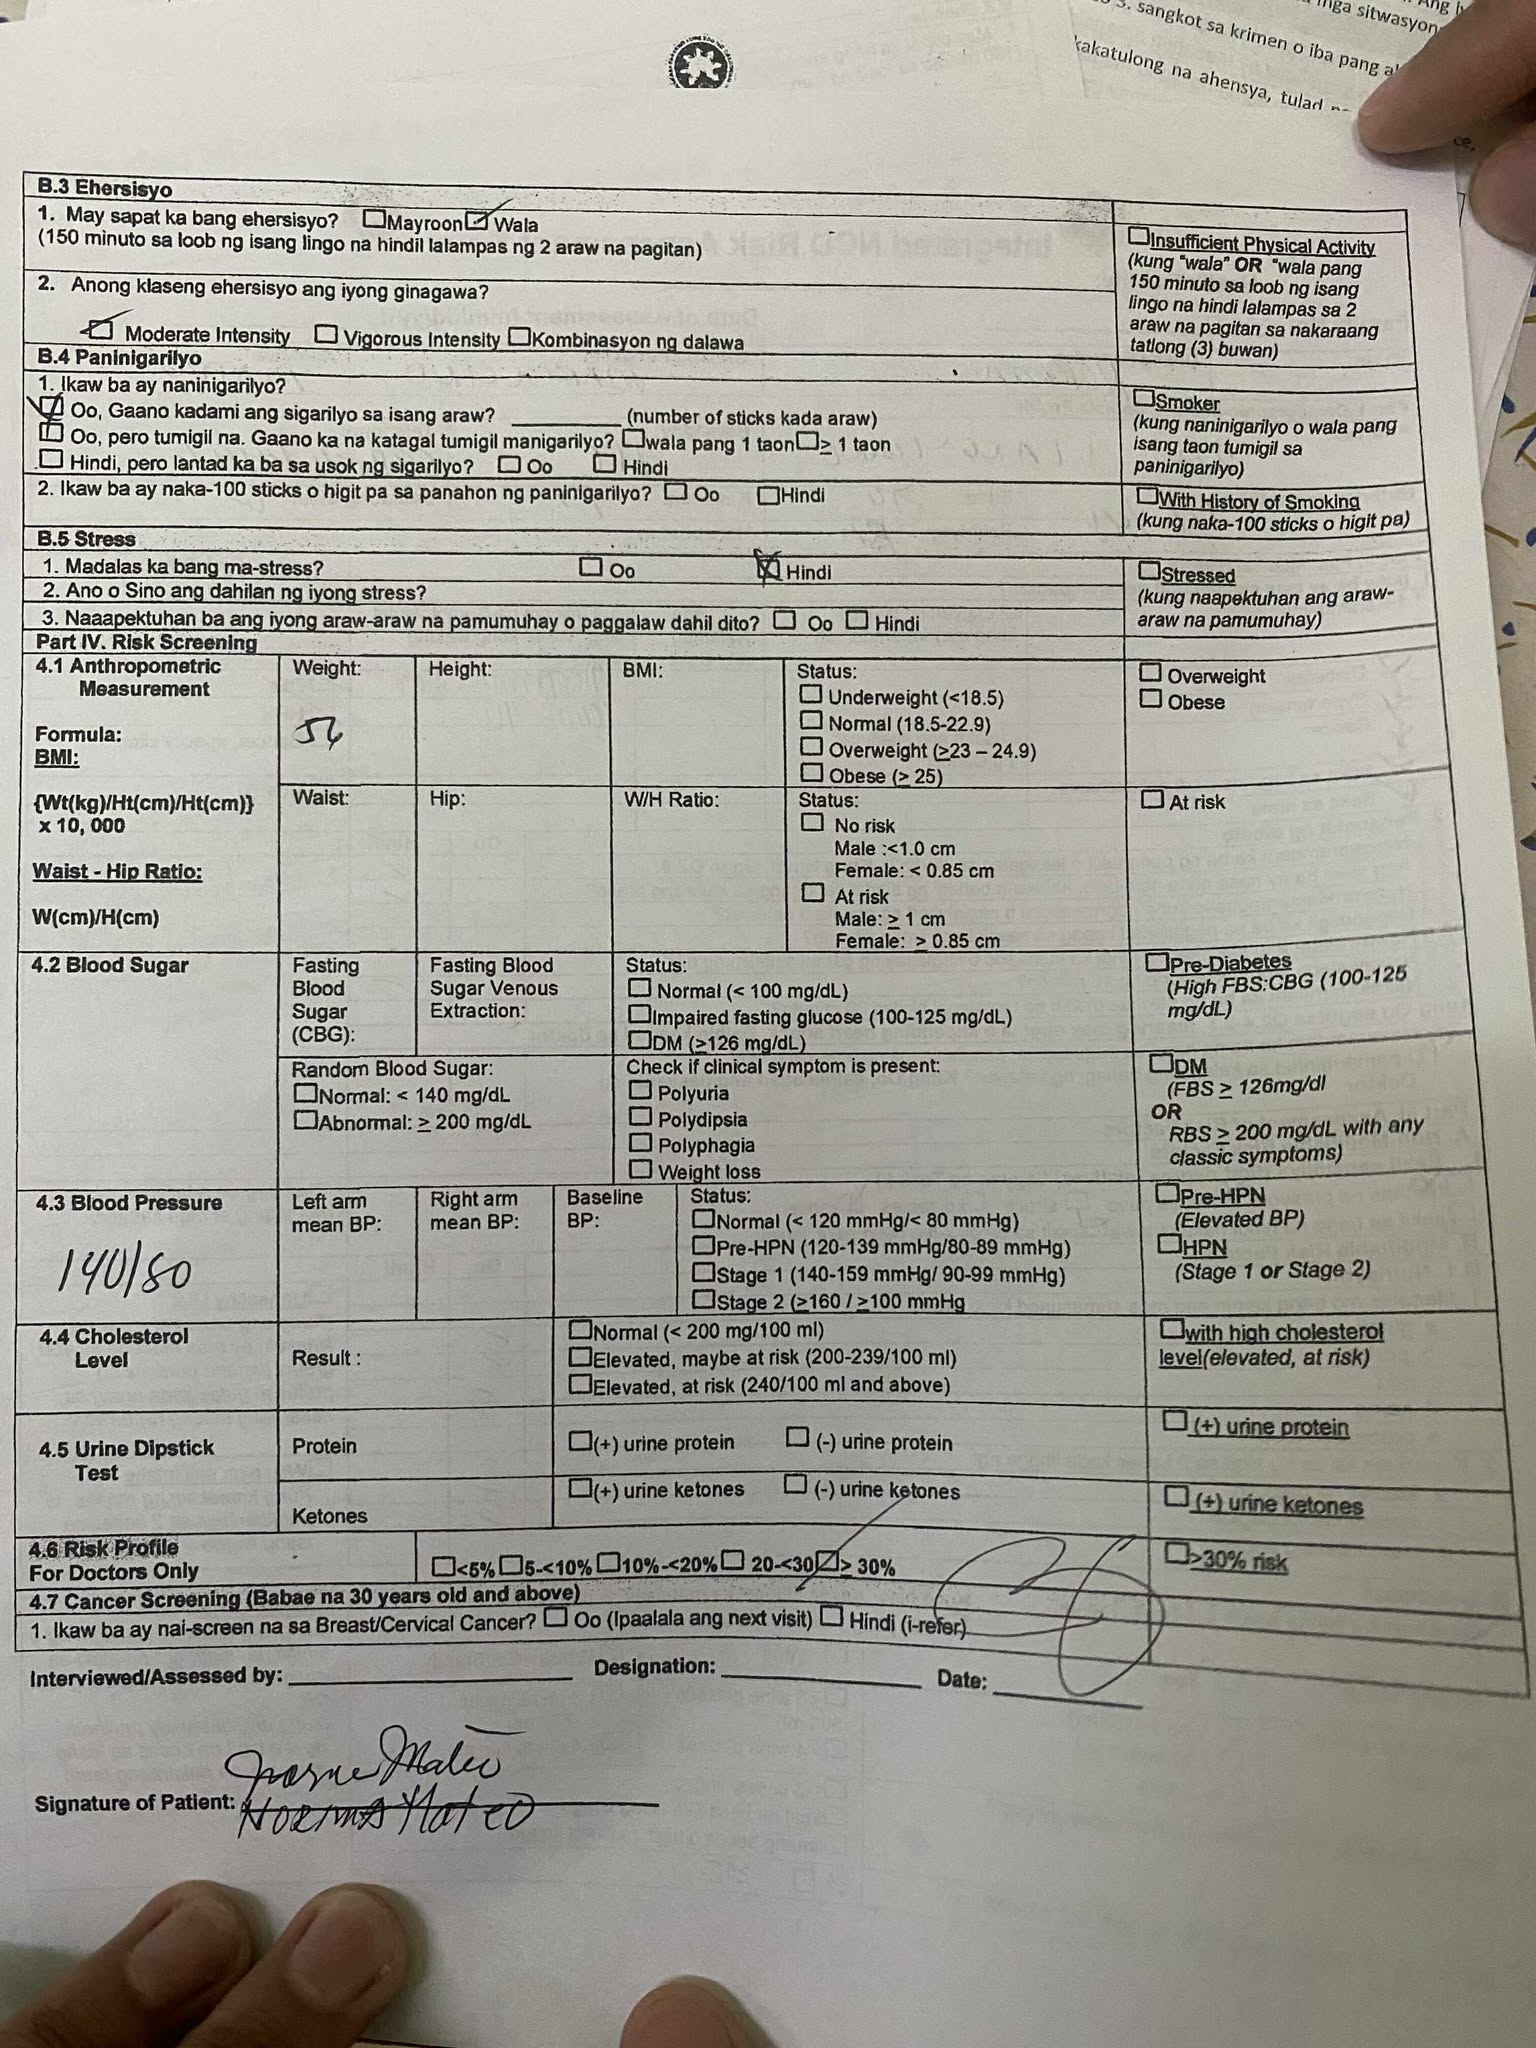 3. sangkot sa krimen o iba pang
mga sitwasyon
kakatulong na ahensya, tulad
B.3 Ehersisyo
1. May sapat ka bang ehersisyo? ☐Mayroon ☑ Wala
(150 minuto sa loob ng isang lingo na hindil lalampas ng 2 araw na pagitan)
☐Insufficient Physical Activity
(kung "wala" OR "wala pang
150 minuto sa loob ng isang
lingo na hindi lalampas sa 2
araw na pagitan sa nakaraang
tatlong (3) buwan)
2. Anong klaseng ehersisyo ang iyong ginagawa?
☑ Moderate Intensity ☐ Vigorous Intensity ☐Kombinasyon ng dalawa
B.4 Paninigarilyo
1. Ikaw ba ay naninigarilyo?
☑ Oo, Gaano kadami ang sigarilyo sa isang araw? __________ (number of sticks kada araw)
☐ Oo, pero tumigil na. Gaano ka na katagal tumigil manigarilyo? ☐wala pang 1 taon ☐≥ 1 taon
☐ Hindi, pero lantad ka ba sa usok ng sigarilyo? ☐ Oo ☐ Hindi
☐Smoker
(kung naninigarilyo o wala pang
isang taon tumigil sa
paninigarilyo)
2. Ikaw ba ay naka-100 sticks o higit pa sa panahon ng paninigarilyo? ☐ Oo ☐Hindi
☐With History of Smoking
(kung naka-100 sticks o higit pa)
B.5 Stress
1. Madalas ka bang ma-stress? ☐ Oo ☒ Hindi
2. Ano o Sino ang dahilan ng iyong stress?
3. Naaapektuhan ba ang iyong araw-araw na pamumuhay o paggalaw dahil dito? ☐ Oo ☐ Hindi
☐Stressed
(kung naapektuhan ang araw-
araw na pamumuhay)
Part IV. Risk Screening
4.1 Anthropometric
Measurement
Formula:
BMI:
{Wt(kg)/Ht(cm)/Ht(cm)}
x 10, 000
Waist - Hip Ratio:
W(cm)/H(cm)
Weight:
54
Height:
BMI:
Status:
☐ Underweight (<18.5)
☐ Normal (18.5-22.9)
☐ Overweight (≥23 – 24.9)
☐ Obese (≥ 25)
☐ Overweight
☐ Obese
Waist:
Hip:
W/H Ratio:
Status:
☐ No risk
Male :<1.0 cm
Female: < 0.85 cm
☐ At risk
Male: ≥ 1 cm
Female: ≥ 0.85 cm
☐ At risk
4.2 Blood Sugar
Fasting
Blood
Sugar
(CBG):
Fasting Blood
Sugar Venous
Extraction:
Status:
☐ Normal (< 100 mg/dL)
☐Impaired fasting glucose (100-125 mg/dL)
☐DM (≥126 mg/dL)
☐Pre-Diabetes
(High FBS:CBG (100-125
mg/dL)
Random Blood Sugar:
☐Normal: < 140 mg/dL
☐Abnormal: ≥ 200 mg/dL
Check if clinical symptom is present:
☐ Polyuria
☐ Polydipsia
☐ Polyphagia
☐ Weight loss
☐DM
(FBS ≥ 126mg/dl
OR
RBS ≥ 200 mg/dL with any
classic symptoms)
4.3 Blood Pressure
140/80
Left arm
mean BP:
Right arm
mean BP:
Baseline
BP:
Status:
☐Normal (< 120 mmHg/< 80 mmHg)
☐Pre-HPN (120-139 mmHg/80-89 mmHg)
☐Stage 1 (140-159 mmHg/ 90-99 mmHg)
☐Stage 2 (≥160 / ≥100 mmHg
☐Pre-HPN
(Elevated BP)
☐HPN
(Stage 1 or Stage 2)
4.4 Cholesterol
Level
Result :
☐Normal (< 200 mg/100 ml)
☐Elevated, maybe at risk (200-239/100 ml)
☐Elevated, at risk (240/100 ml and above)
☐with high cholesterol
level(elevated, at risk)
4.5 Urine Dipstick
Test
Protein
☐(+) urine protein ☐ (-) urine protein
☐ (+) urine protein
Ketones
☐(+) urine ketones ☐ (-) urine ketones
☐ (+) urine ketones
4.6 Risk Profile
For Doctors Only
☐<5% ☐5-<10% ☐10%-<20% ☐ 20-<30 ☑≥ 30%
☐>30% risk
4.7 Cancer Screening (Babae na 30 years old and above)
1. Ikaw ba ay nai-screen na sa Breast/Cervical Cancer? ☐ Oo (Ipaalala ang next visit) ☐ Hindi (i-refer)
Interviewed/Assessed by: __________ Designation: __________ Date: __________
Mateo
Signature of Patient: Norma Mateo